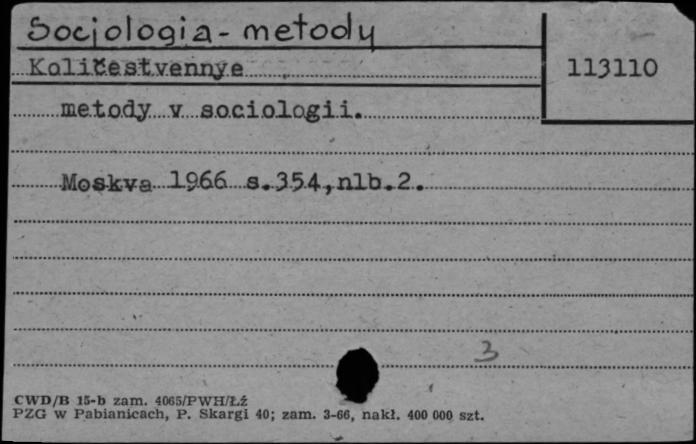 Socjologia - metody
Količestvennye
113110
metody v sociologii.
Moskva 1966 s.354,nlb.2.
3
CWD/B 15-b zam. 4065/PWH/Łź
PZG w Pabianicach, P. Skargi 40; zam. 3-66, nakł. 400 000 szt.